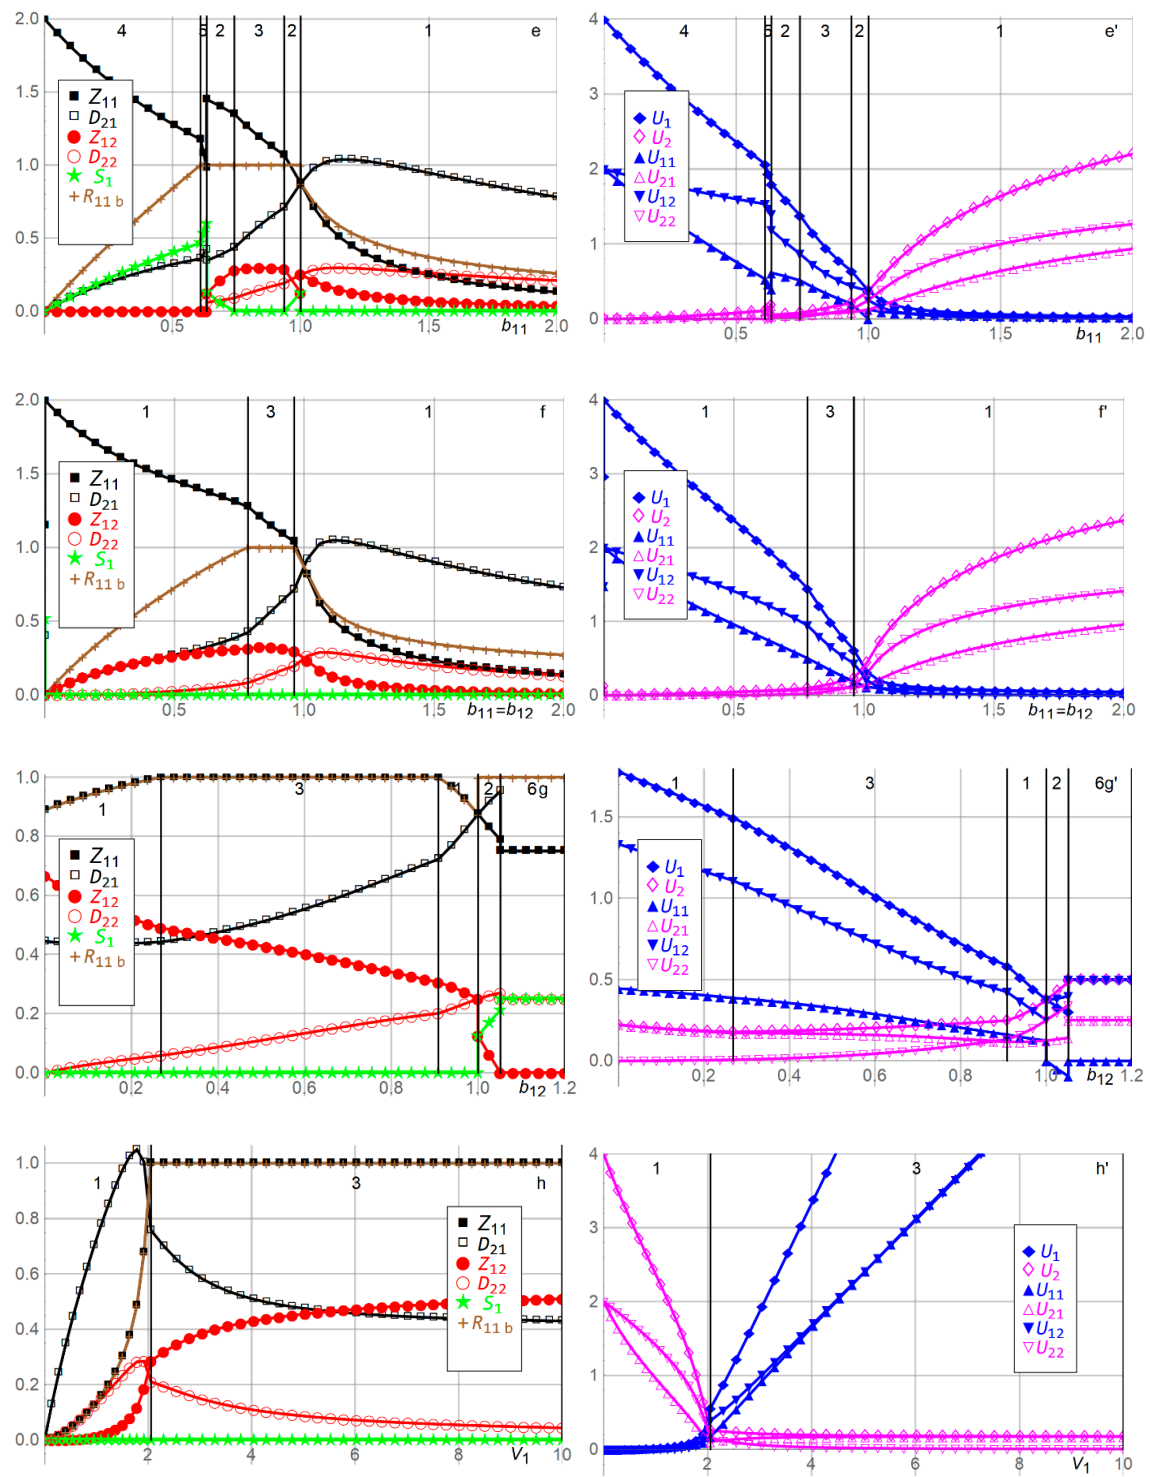 2.0 4 5 2 3 2 1 e
1.5
Z11
D21
Z12
D22
S1
+R11 b
1.0
0.5
0.0 0.5 1.0 1.5 2.0
b11
4 4 5 2 3 2 1 e'
3
U1
U2
U11
U21
U12
U22
2
1
0 0.5 1.0 1.5 2.0
b11
2.0 1 3 1 f
1.5
Z11
D21
Z12
D22
S1
+R11 b
1.0
0.5
0.0 0.5 1.0 1.5 2.0
b11=b12
4 1 3 1 f'
3
U1
U2
U11
U21
U12
U22
2
1
0 0.5 1.0 1.5 2.0
b11=b12
1.0 1 3 1 2 6g
0.8
Z11
D21
Z12
D22
S1
+R11 b
0.6
0.4
0.2
0.0 0.2 0.4 0.6 0.8 1.0 1.2
b12
1 3 1 2 6g'
1.5
U1
U2
U11
U21
U12
U22
1.0
0.5
0.0 0.2 0.4 0.6 0.8 1.0 1.2
b12
1.0 1 3 h
0.8
Z11
D21
Z12
D22
S1
+R11 b
0.6
0.4
0.2
0.0 2 4 6 8 10
V1
4 1 3 h'
3
U1
U2
U11
U21
U12
U22
2
1
0 2 4 6 8 10
V1